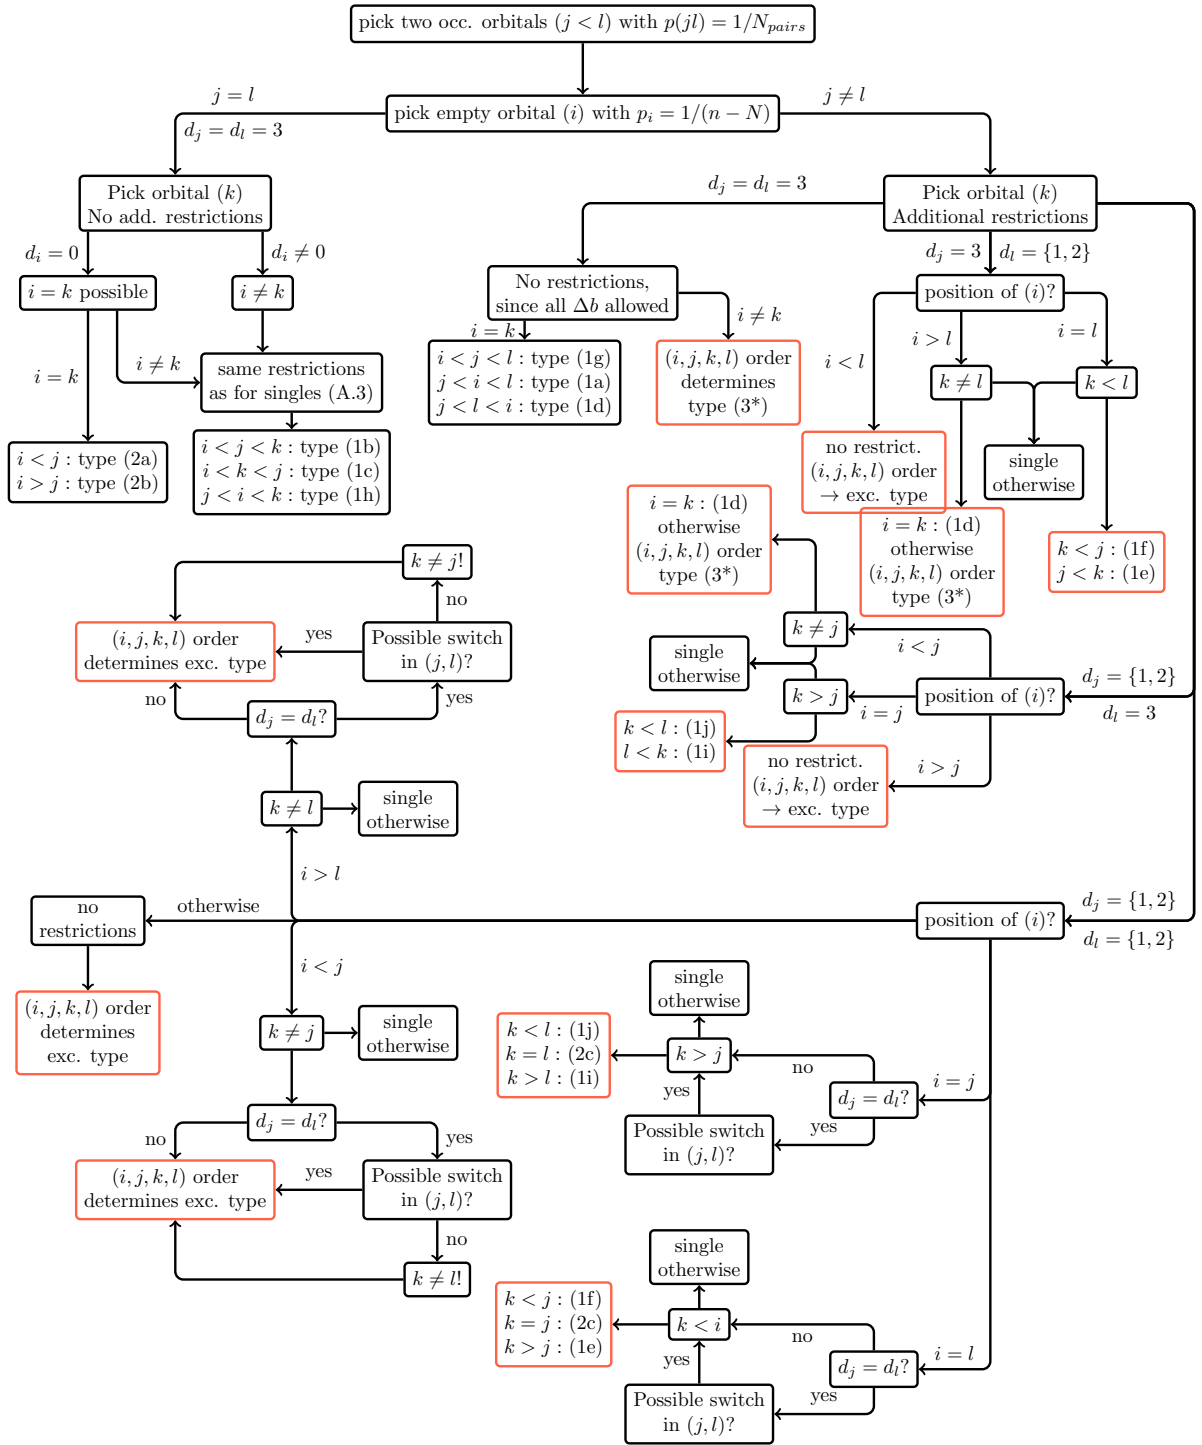 pick two occ. orbitals (j < l) with p(jl) = 1/N_{pairs}
j = l
j ≠ l
pick empty orbital (i) with p_i = 1/(n − N)
d_j = d_l = 3
Pick orbital (k)
No add. restrictions
d_j = d_l = 3
Pick orbital (k)
Additional restrictions
d_i = 0
d_i ≠ 0
d_j = 3
d_l = {1, 2}
i = k possible
i ≠ k
No restrictions,
since all Δb allowed
position of (i)?
i = k
i ≠ k
i < l
i > l
i = l
i ≠ k
i = k
same restrictions
as for singles (A.3)
i < j < l : type (1g)
j < i < l : type (1a)
j < l < i : type (1d)
(i, j, k, l) order
determines
type (3*)
k ≠ l
k < l
i < j : type (2a)
i > j : type (2b)
i < j < k : type (1b)
i < k < j : type (1c)
j < i < k : type (1h)
no restrict.
(i, j, k, l) order
→ exc. type
single
otherwise
i = k : (1d)
otherwise
(i, j, k, l) order
type (3*)
i = k : (1d)
otherwise
(i, j, k, l) order
type (3*)
k < j : (1f)
j < k : (1e)
k ≠ j!
no
(i, j, k, l) order
determines exc. type
yes
Possible switch
in (j, l)?
no
yes
d_j = d_l?
k ≠ j
i < j
single
otherwise
k > j
i = j
position of (i)?
d_j = {1, 2}
d_l = 3
k < l : (1j)
l < k : (1i)
no restrict.
(i, j, k, l) order
→ exc. type
i > j
k ≠ l
single
otherwise
i > l
no
restrictions
otherwise
position of (i)?
d_j = {1, 2}
d_l = {1, 2}
i < j
(i, j, k, l) order
determines
exc. type
k ≠ j
single
otherwise
single
otherwise
k < l : (1j)
k = l : (2c)
k > l : (1i)
k > j
no
i = j
d_j = d_l?
yes
yes
Possible switch
in (j, l)?
d_j = d_l?
no
yes
(i, j, k, l) order
determines exc. type
yes
Possible switch
in (j, l)?
no
k ≠ l!
single
otherwise
k < j : (1f)
k = j : (2c)
k > j : (1e)
k < i
no
i = l
d_j = d_l?
yes
yes
Possible switch
in (j, l)?